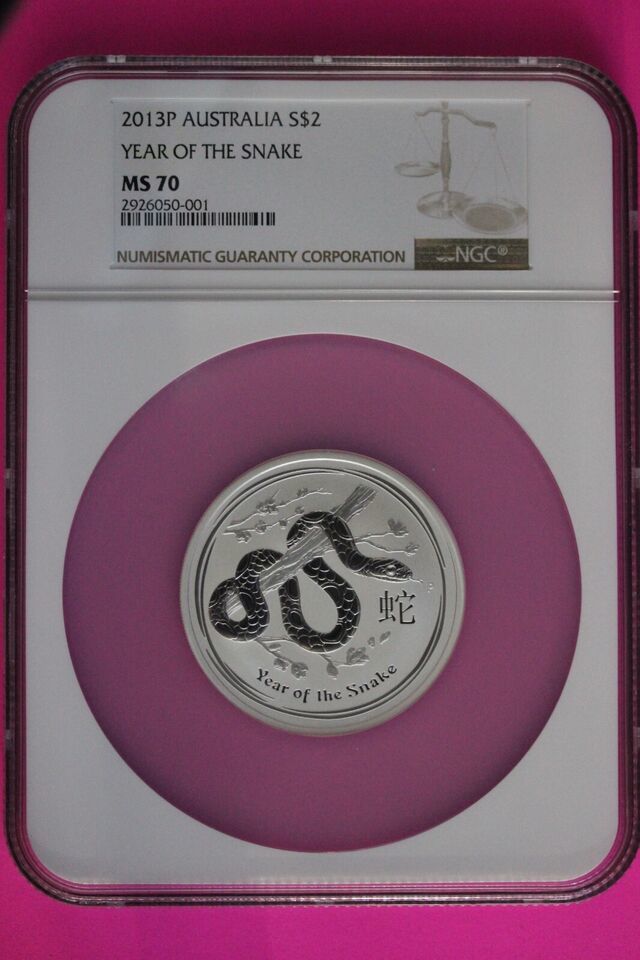 2013P AUSTRALIA S$2
YEAR OF THE SNAKE
MS 70
2926050-001
NUMISMATIC GUARANTY CORPORATION
NGC®
P
蛇
Year of the Snake